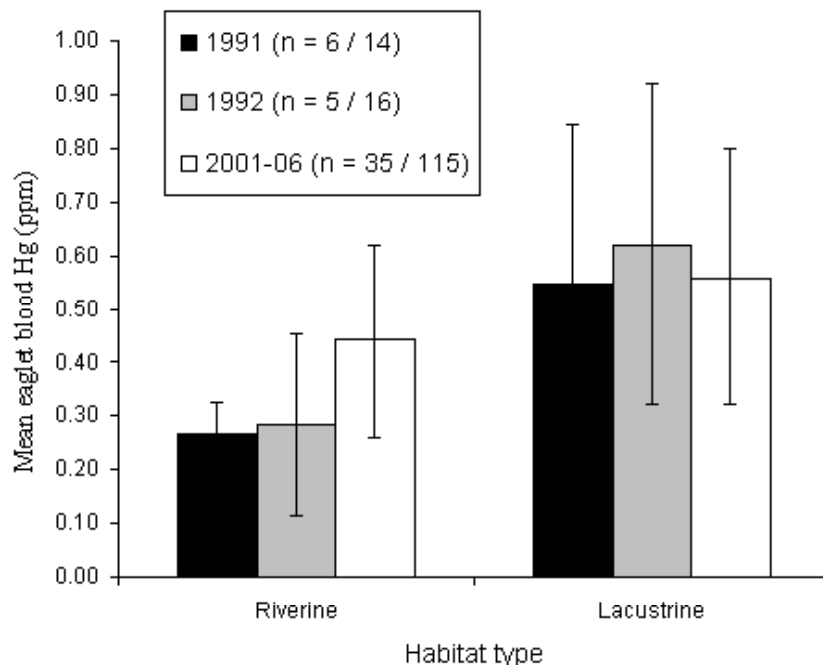 1991 (n = 6 / 14)
1992 (n = 5 / 16)
2001-06 (n = 35 / 115)
Mean eaglet blood Hg (ppm)
1.00
0.90
0.80
0.70
0.60
0.50
0.40
0.30
0.20
0.10
0.00
Riverine Lacustrine
Habitat type